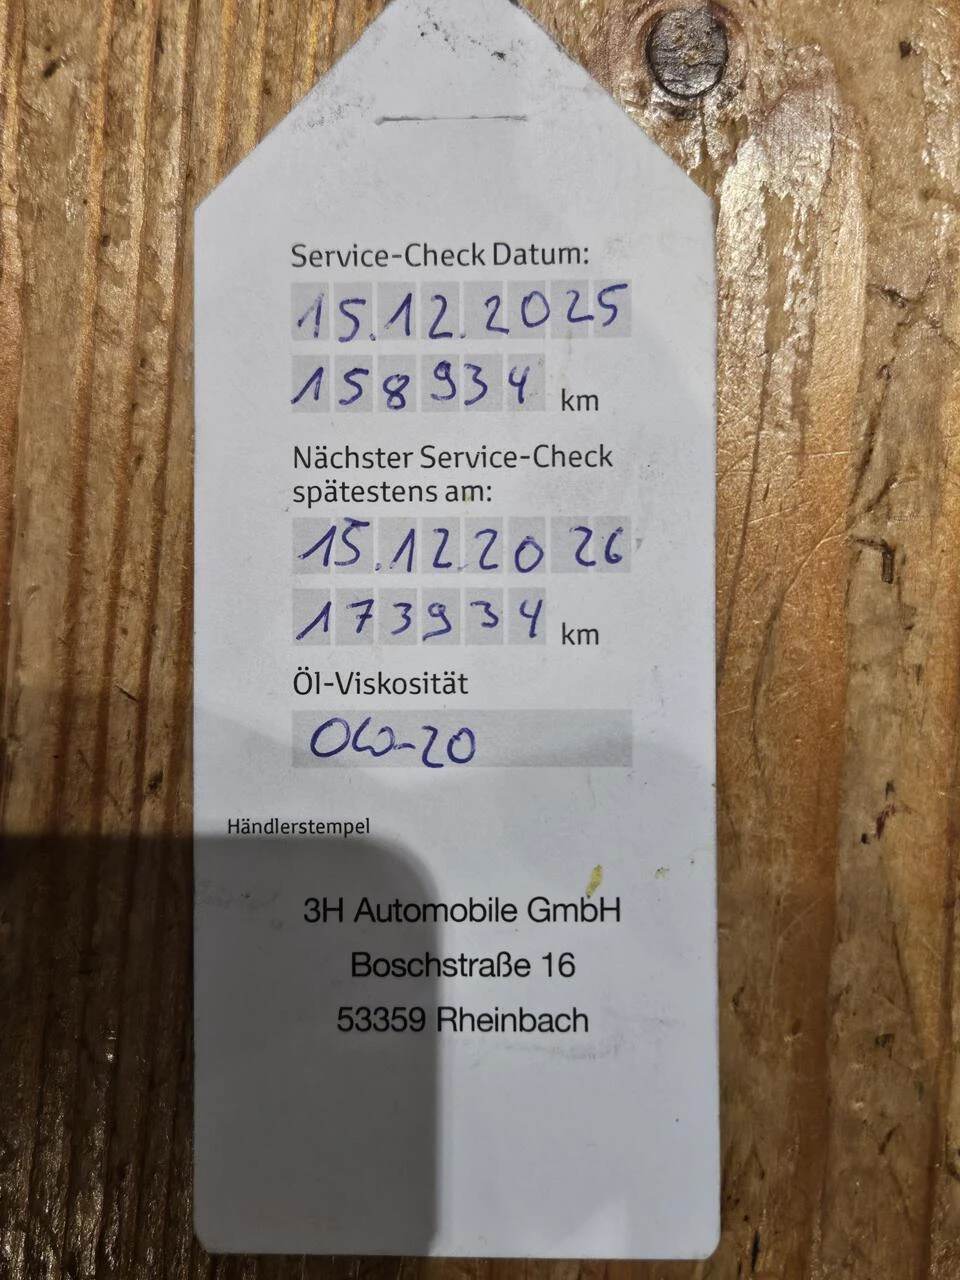 Service-Check Datum:
15.12.2025
158934 km
Nächster Service-Check
spätestens am:
15.12.2026
173934 km
Öl-Viskosität
0W-20
Händlerstempel
3H Automobile GmbH
Boschstraße 16
53359 Rheinbach